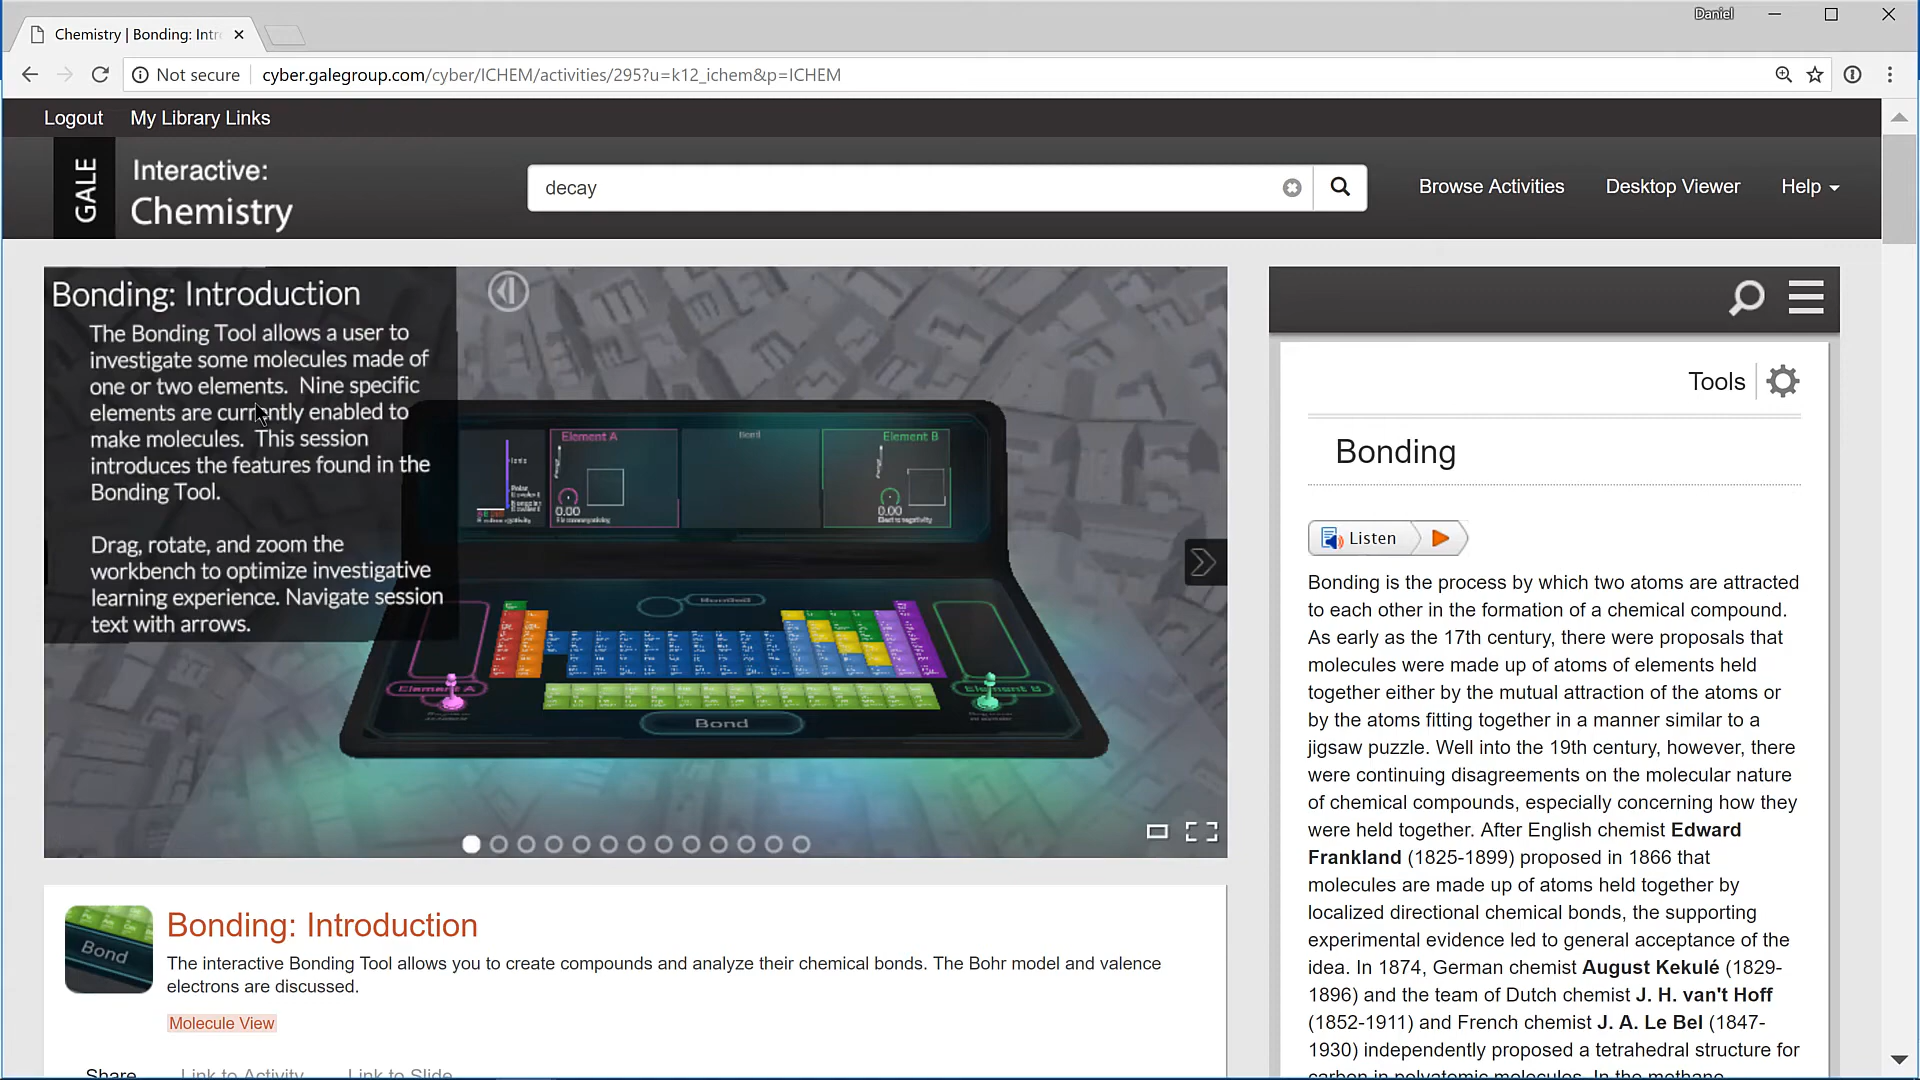 Daniel
Chemistry | Bonding: Intr
Not secure
cyber.galegroup.com/cyber/ICHEM/activities/295?u=k12_ichem&p=ICHEM
Logout
My Library Links
GALE
Interactive:
Chemistry
decay
Browse Activities
Desktop Viewer
Help
Bonding: Introduction
The Bonding Tool allows a user to
investigate some molecules made of
one or two elements.  Nine specific
elements are currently enabled to
make molecules.  This session
introduces the features found in the
Bonding Tool.
Drag, rotate, and zoom the
workbench to optimize investigative
learning experience. Navigate session
text with arrows.
Element A
Bond
Element B
0.00
0.00
Element A
Element B
Bond
Tools
Bonding
Listen
Bonding is the process by which two atoms are attracted
to each other in the formation of a chemical compound.
As early as the 17th century, there were proposals that
molecules were made up of atoms of elements held
together either by the mutual attraction of the atoms or
by the atoms fitting together in a manner similar to a
jigsaw puzzle. Well into the 19th century, however, there
were continuing disagreements on the molecular nature
of chemical compounds, especially concerning how they
were held together. After English chemist Edward
Frankland (1825-1899) proposed in 1866 that
molecules are made up of atoms held together by
localized directional chemical bonds, the supporting
experimental evidence led to general acceptance of the
idea. In 1874, German chemist August Kekulé (1829-
1896) and the team of Dutch chemist J. H. van't Hoff
(1852-1911) and French chemist J. A. Le Bel (1847-
1930) independently proposed a tetrahedral structure for
carbon in polyatomic molecules. In the methane
Bond
Bonding: Introduction
The interactive Bonding Tool allows you to create compounds and analyze their chemical bonds. The Bohr model and valence
electrons are discussed.
Molecule View
Share
Link to Activity
Link to Slide